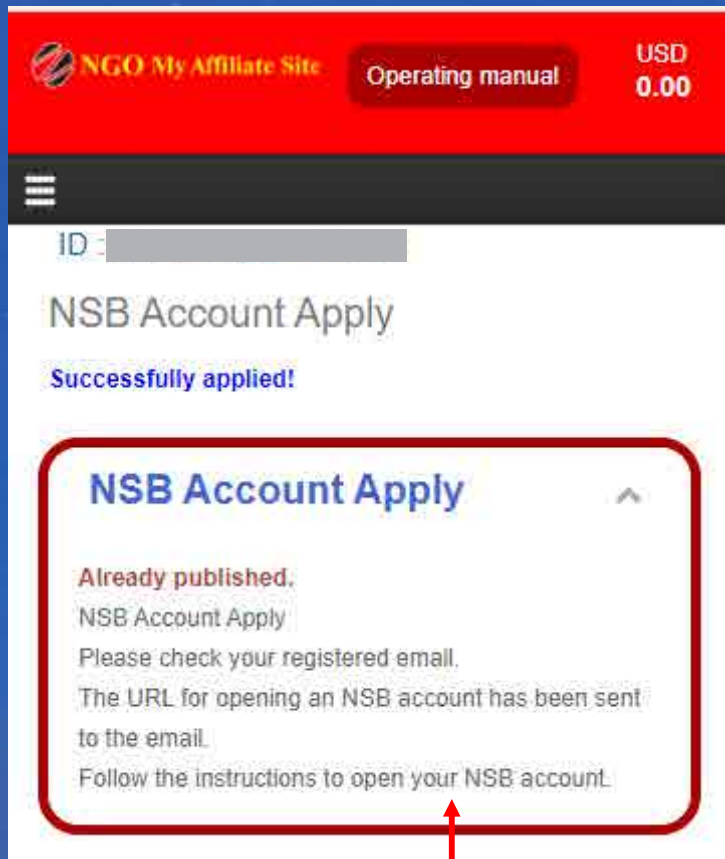 NGO My Affiliate Site
Operating manual
USD
0.00
ID :
NSB Account Apply
Successfully applied!
NSB Account Apply
Already published.
NSB Account Apply
Please check your registered email.
The URL for opening an NSB account has been sent
to the email.
Follow the instructions to open your NSB account.